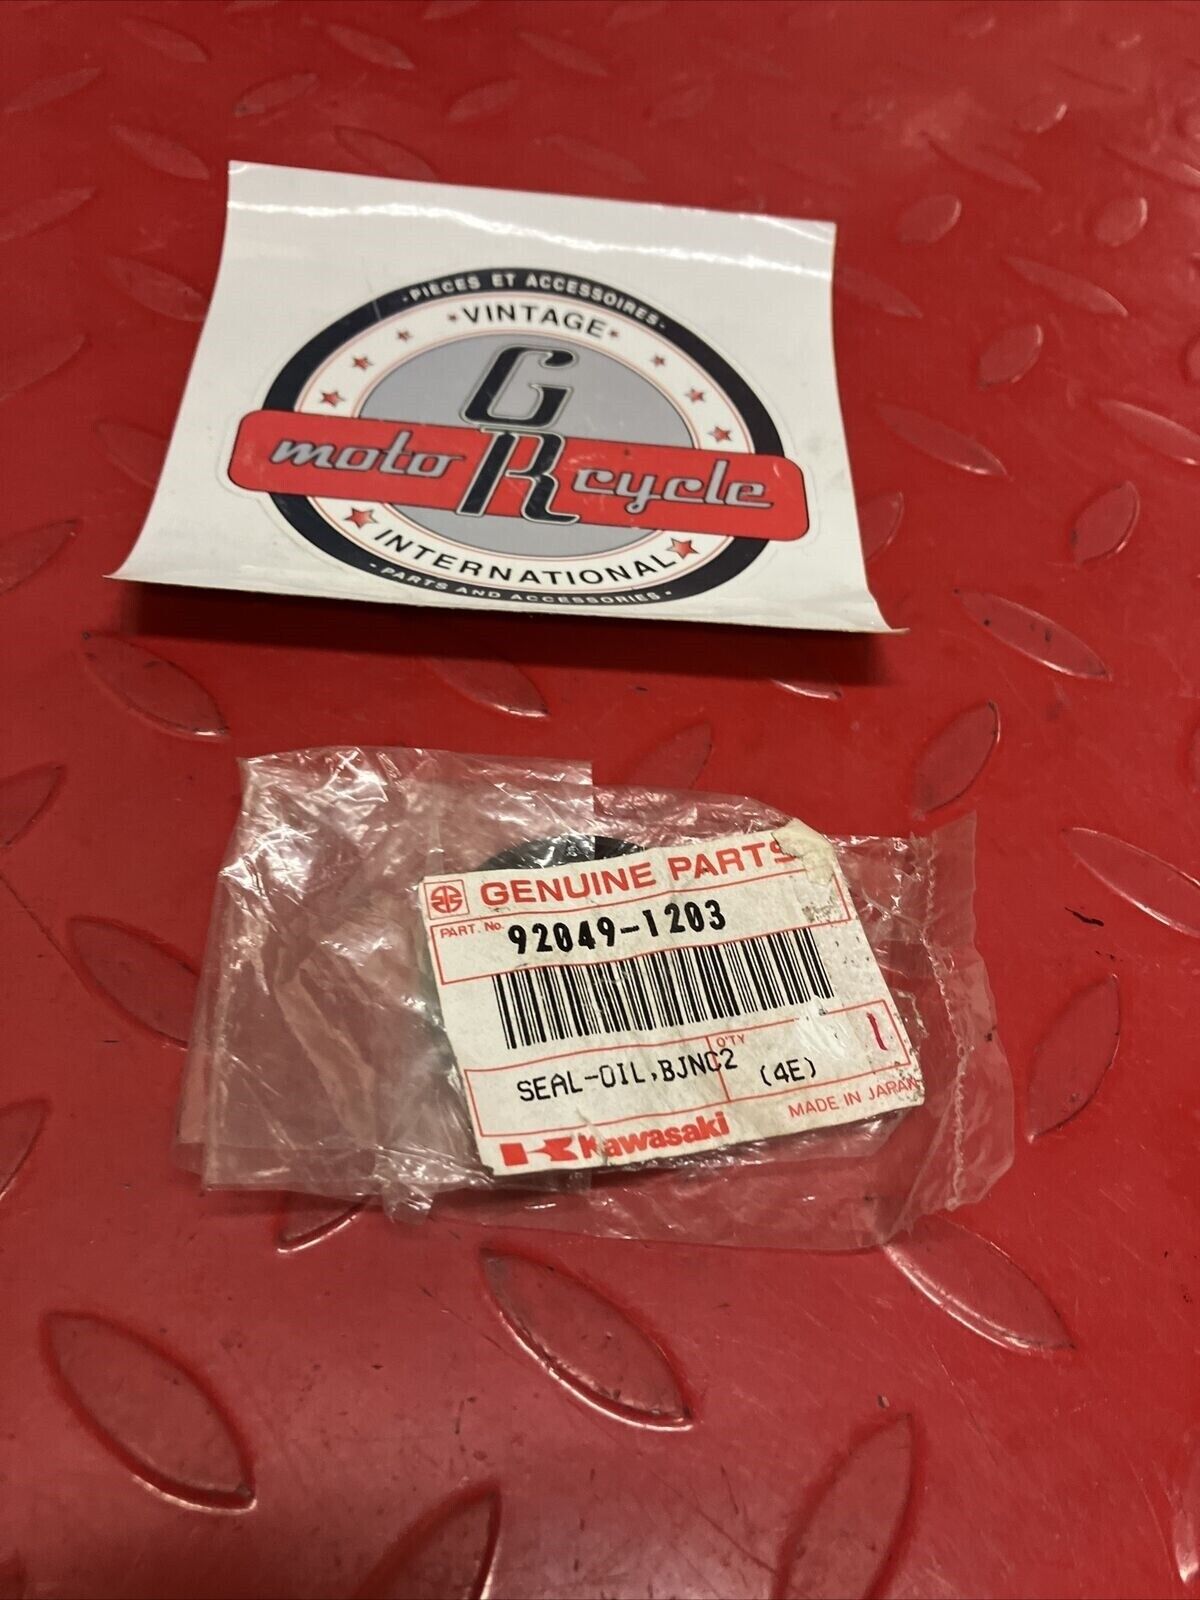 ·PIECES ET ACCESSOIRES·
·VINTAGE·
GR
moto cycle
INTERNATIONAL
·PARTS AND ACCESSORIES·
GENUINE PARTS
PART. No. 92049-1203
Q'TY
1
SEAL-OIL,BJNC2 (4E)
Kawasaki
MADE IN JAPAN